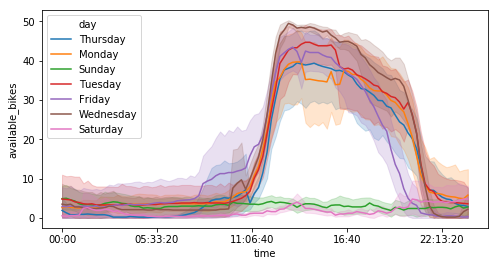 day
Thursday
Monday
Sunday
Tuesday
Friday
Wednesday
Saturday
available_bikes
50
40
30
20
10
0
00:00 05:33:20 11:06:40 16:40 22:13:20
time